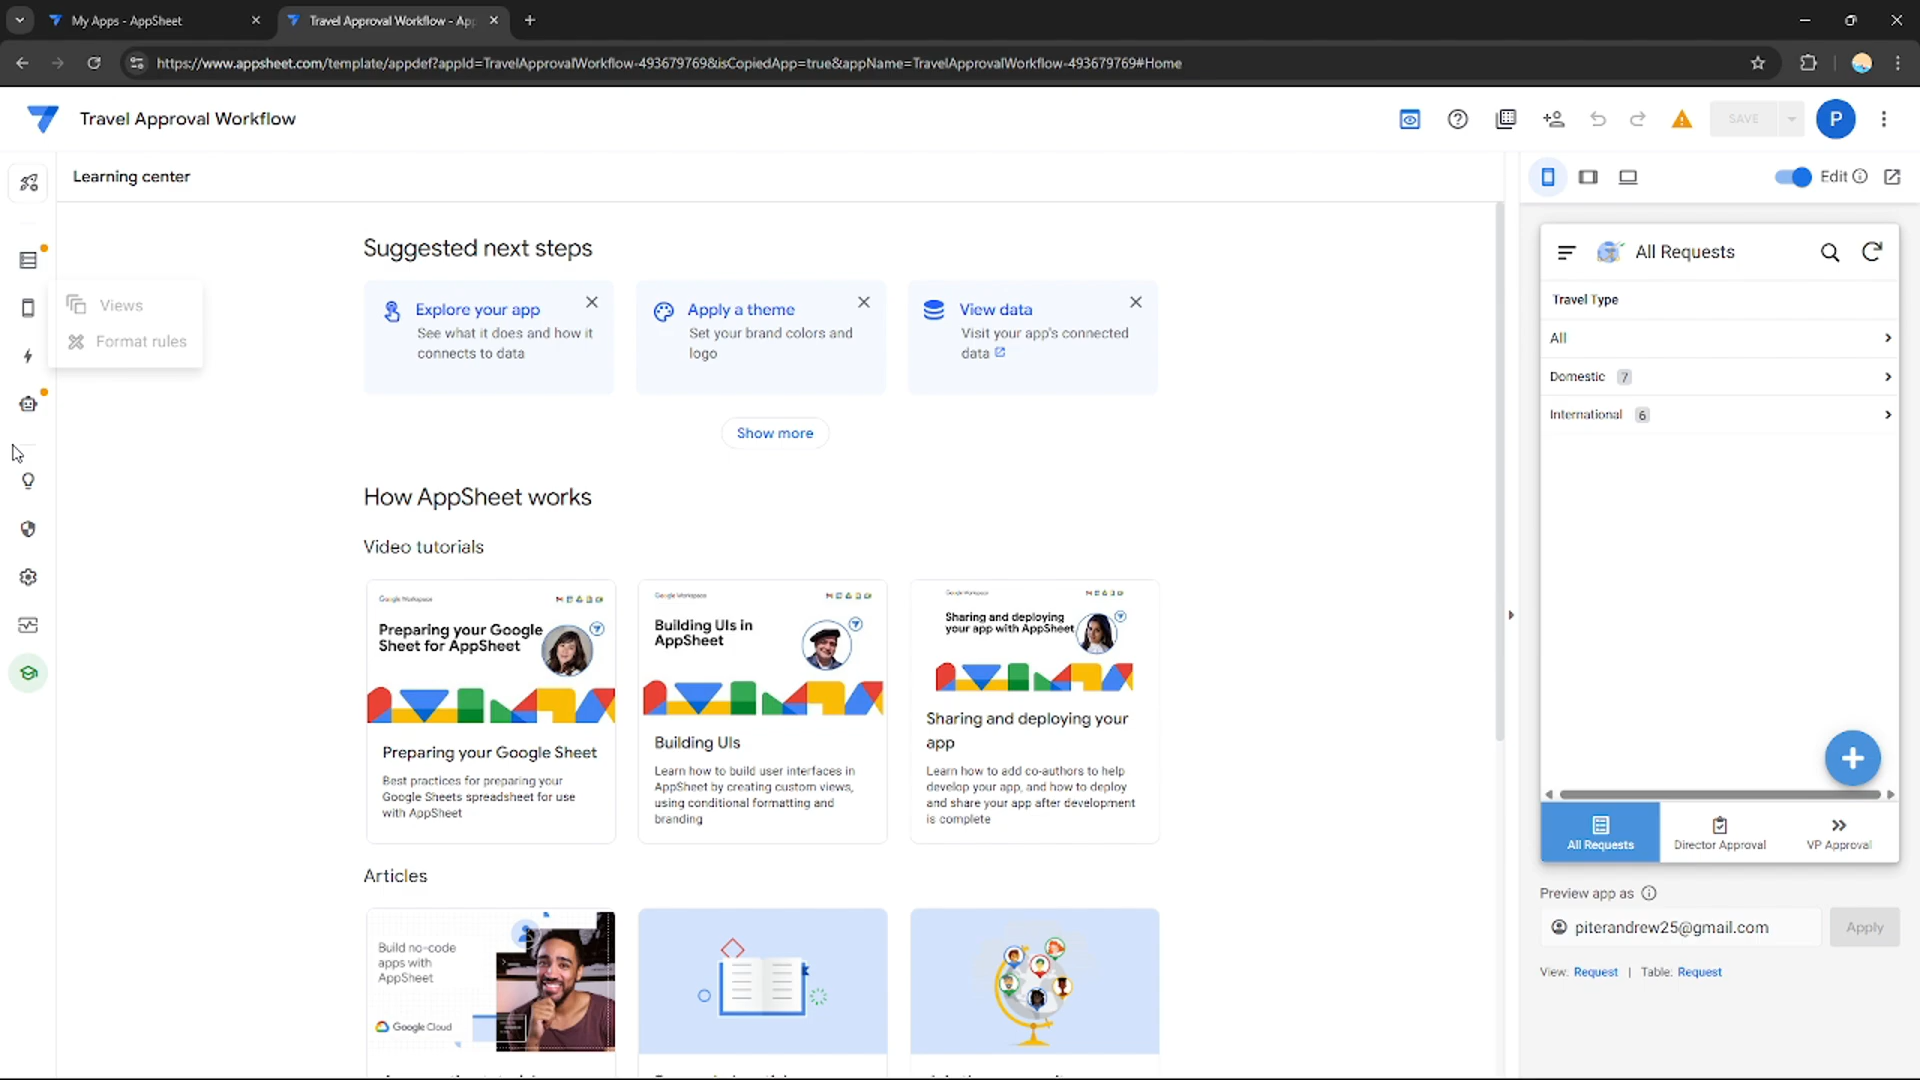 My Apps - AppSheet
Travel Approval Workflow - App
https://www.appsheet.com/template/appdef?appId=TravelApprovalWorkflow-493679769&isCopiedApp=true&appName=TravelApprovalWorkflow-493679769#Home
Travel Approval Workflow
SAVE
P
Learning center
Edit
Views
Format rules
Suggested next steps
Explore your app
See what it does and how it
connects to data
Apply a theme
Set your brand colors and
logo
View data
Visit your app's connected
data
Show more
How AppSheet works
Video tutorials
Google Workspace
Preparing your Google
Sheet for AppSheet
Preparing your Google Sheet
Best practices for preparing your
Google Sheets spreadsheet for use
with AppSheet
Google Workspace
Building UIs in
AppSheet
Building UIs
Learn how to build user interfaces in
AppSheet by creating custom views,
using conditional formatting and
branding
Google Workspace
Sharing and deploying
your app with AppSheet
Sharing and deploying your
app
Learn how to add co-authors to help
develop your app, and how to deploy
and share your app after development
is complete
Articles
Build no-code
apps with
AppSheet
Google Cloud
All Requests
Travel Type
All
Domestic 7
International 6
All Requests
Director Approval
VP Approval
Preview app as
piterandrew25@gmail.com
Apply
View: Request | Table: Request